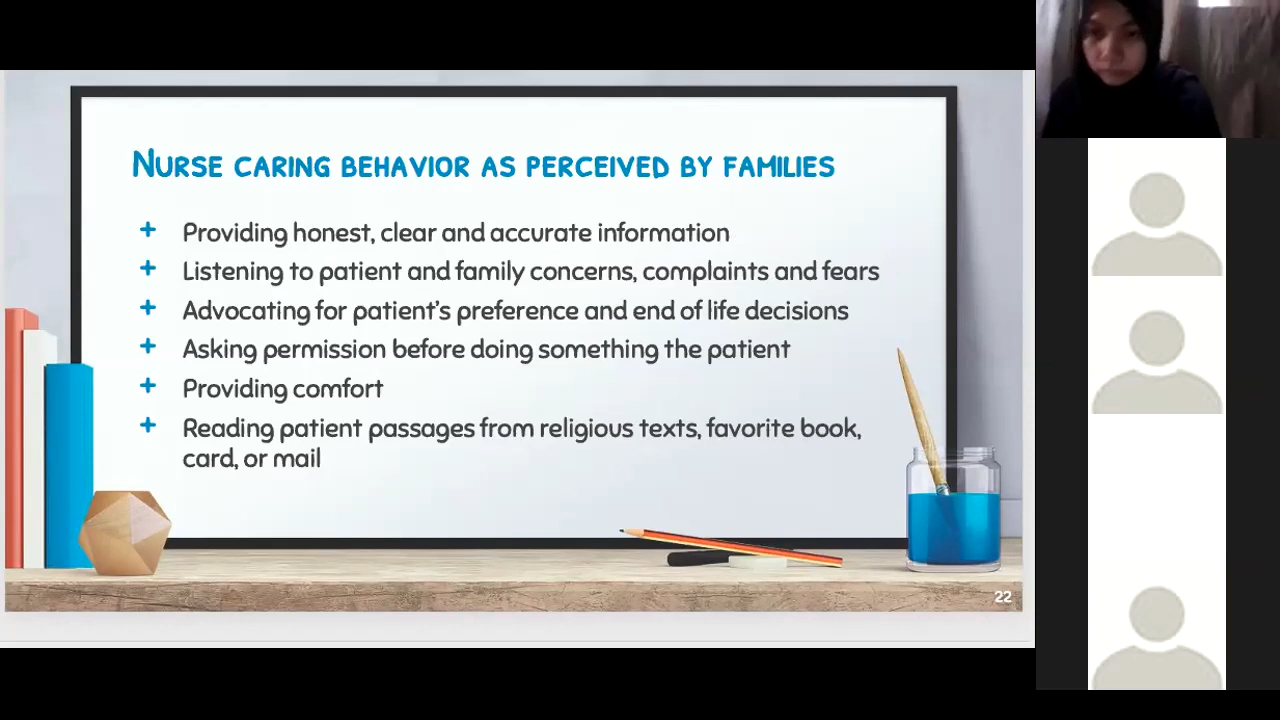 Nurse caring behavior as perceived by families
+ Providing honest, clear and accurate information
+ Listening to patient and family concerns, complaints and fears
+ Advocating for patient's preference and end of life decisions
+ Asking permission before doing something the patient
+ Providing comfort
+ Reading patient passages from religious texts, favorite book,
card, or mail
22